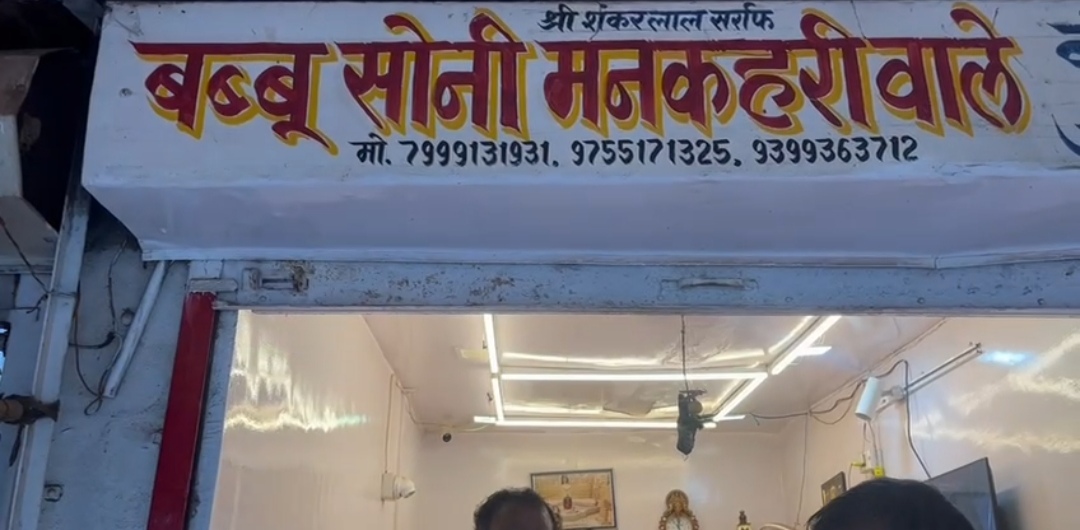 श्री शंकरलाल सर्राफ
बब्बू सोनी मनकहरी वाले
मो. 7999131931, 9755171325, 9399363712